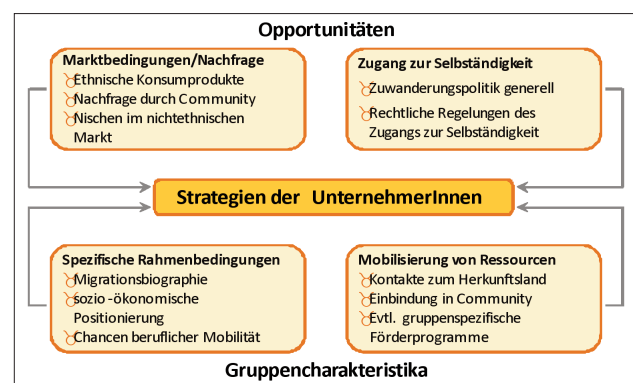 Opportunitäten
Marktbedingungen/Nachfrage
Ethnische Konsumprodukte
Nachfrage durch Community
Nischen im nichtethnischen
Markt
Zugang zur Selbständigkeit
Zuwanderungspolitik generell
Rechtliche Regelungen des
Zugangs zur Selbständigkeit
Strategien der UnternehmerInnen
Spezifische Rahmenbedingungen
Migrationsbiographie
sozio-ökonomische
Positionierung
Chancen beruflicher Mobilität
Mobilisierung von Ressourcen
Kontakte zum Herkunftsland
Einbindung in Community
Evtl. gruppenspezifische
Förderprogramme
Gruppencharakteristika